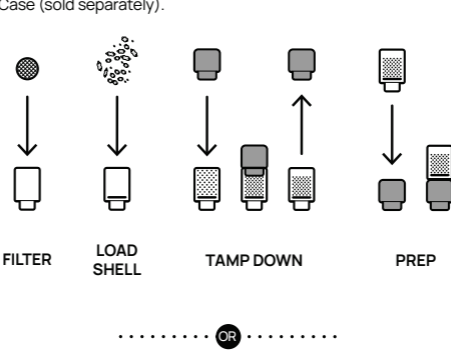 Case (sold separately).
FILTER
LOAD
SHELL
TAMP DOWN
PREP
OR